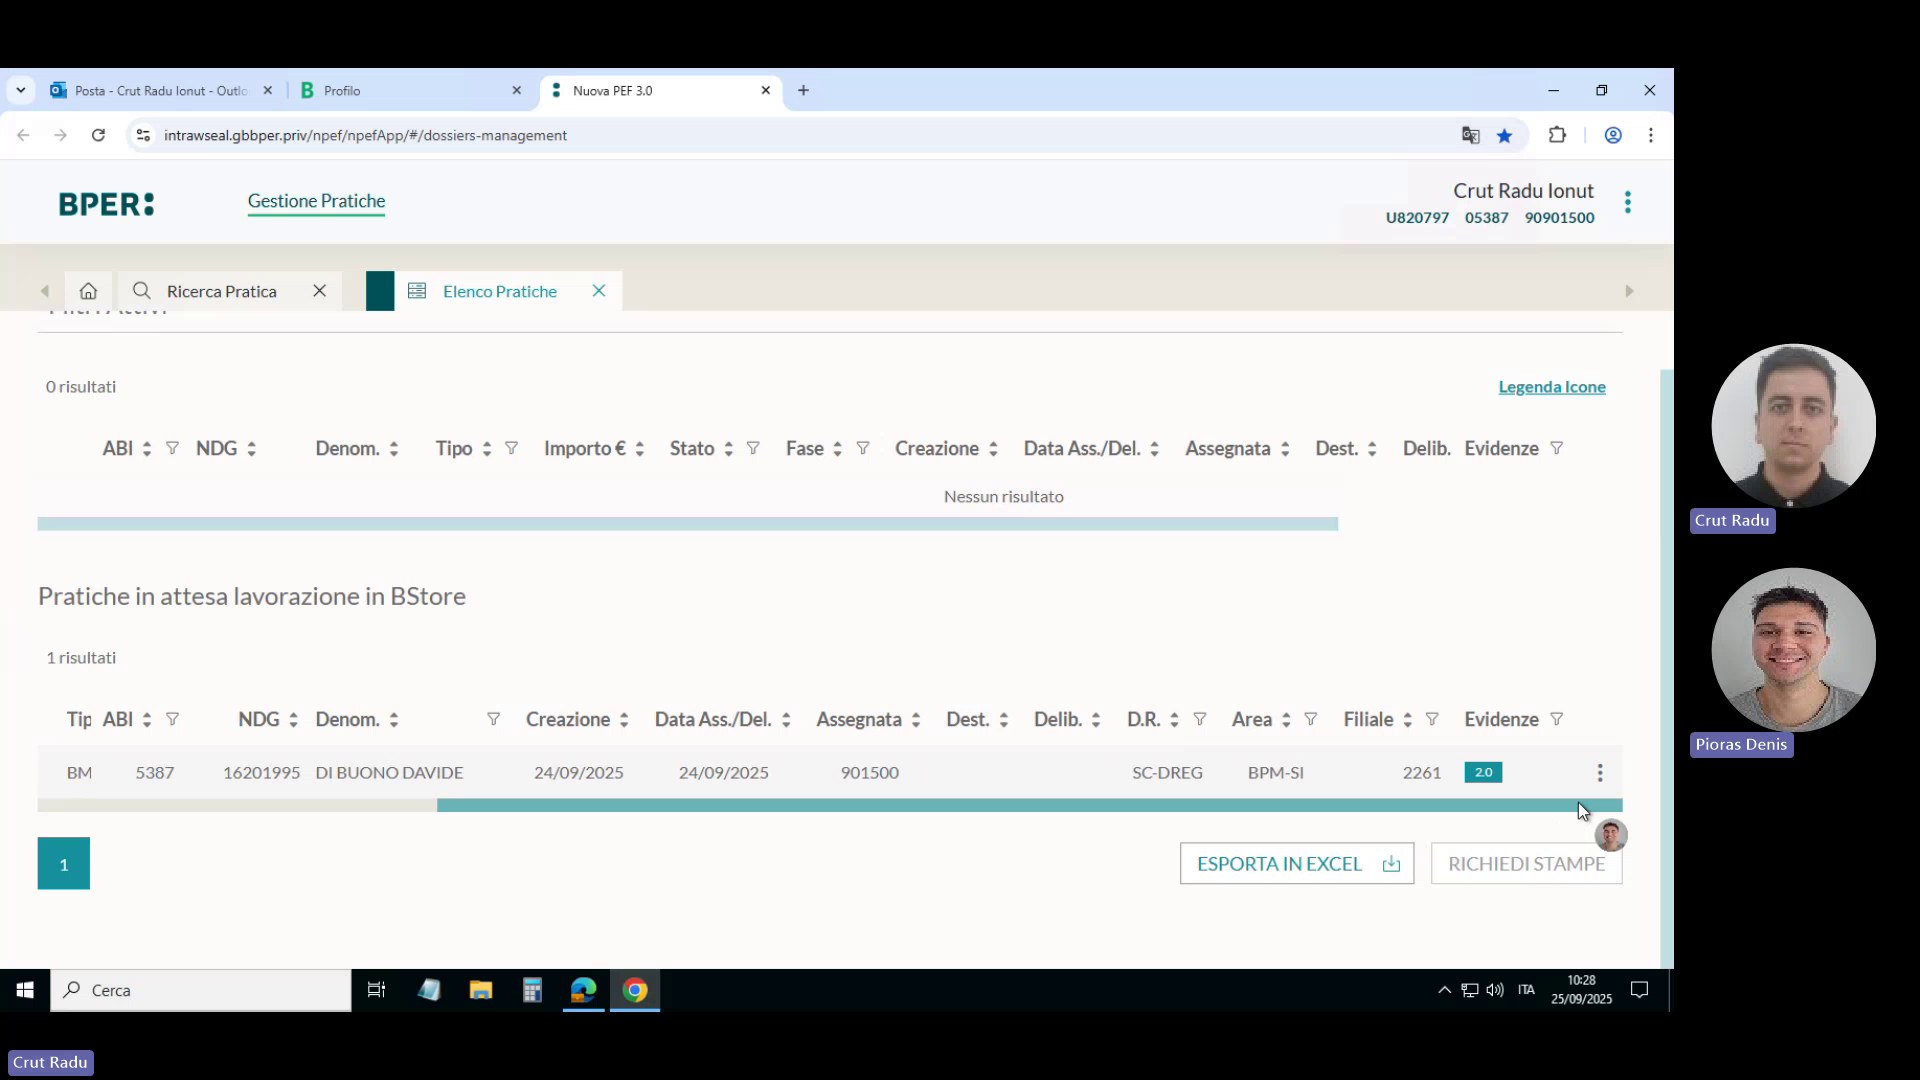 Posta - Crut Radu Ionut - Outlo
Profilo
Nuova PEF 3.0
intrawseal.gbbper.priv/npef/npefApp/#/dossiers-management
BPER:
Gestione Pratiche
Crut Radu Ionut
U820797 05387 90901500
Ricerca Pratica
Elenco Pratiche
Filtri Attivi
0 risultati
Legenda Icone
ABI NDG Denom. Tipo Importo € Stato Fase Creazione Data Ass./Del. Assegnata Dest. Delib. Evidenze
Nessun risultato
Pratiche in attesa lavorazione in BStore
1 risultati
Tip ABI NDG Denom. Creazione Data Ass./Del. Assegnata Dest. Delib. D.R. Area Filiale Evidenze
BM 5387 16201995 DI BUONO DAVIDE 24/09/2025 24/09/2025 901500 SC-DREG BPM-SI 2261 2.0
1
ESPORTA IN EXCEL
RICHIEDI STAMPE
Cerca
ITA
10:28
25/09/2025
Crut Radu
Pioras Denis
Crut Radu